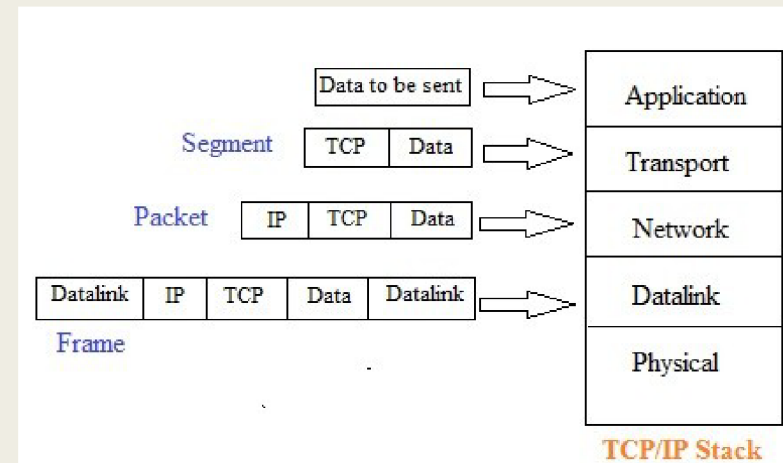 Data to be sent
Application
Segment
TCP
Data
Transport
Packet
IP
TCP
Data
Network
Datalink
IP
TCP
Data
Datalink
Datalink
Frame
Physical
TCP/IP Stack